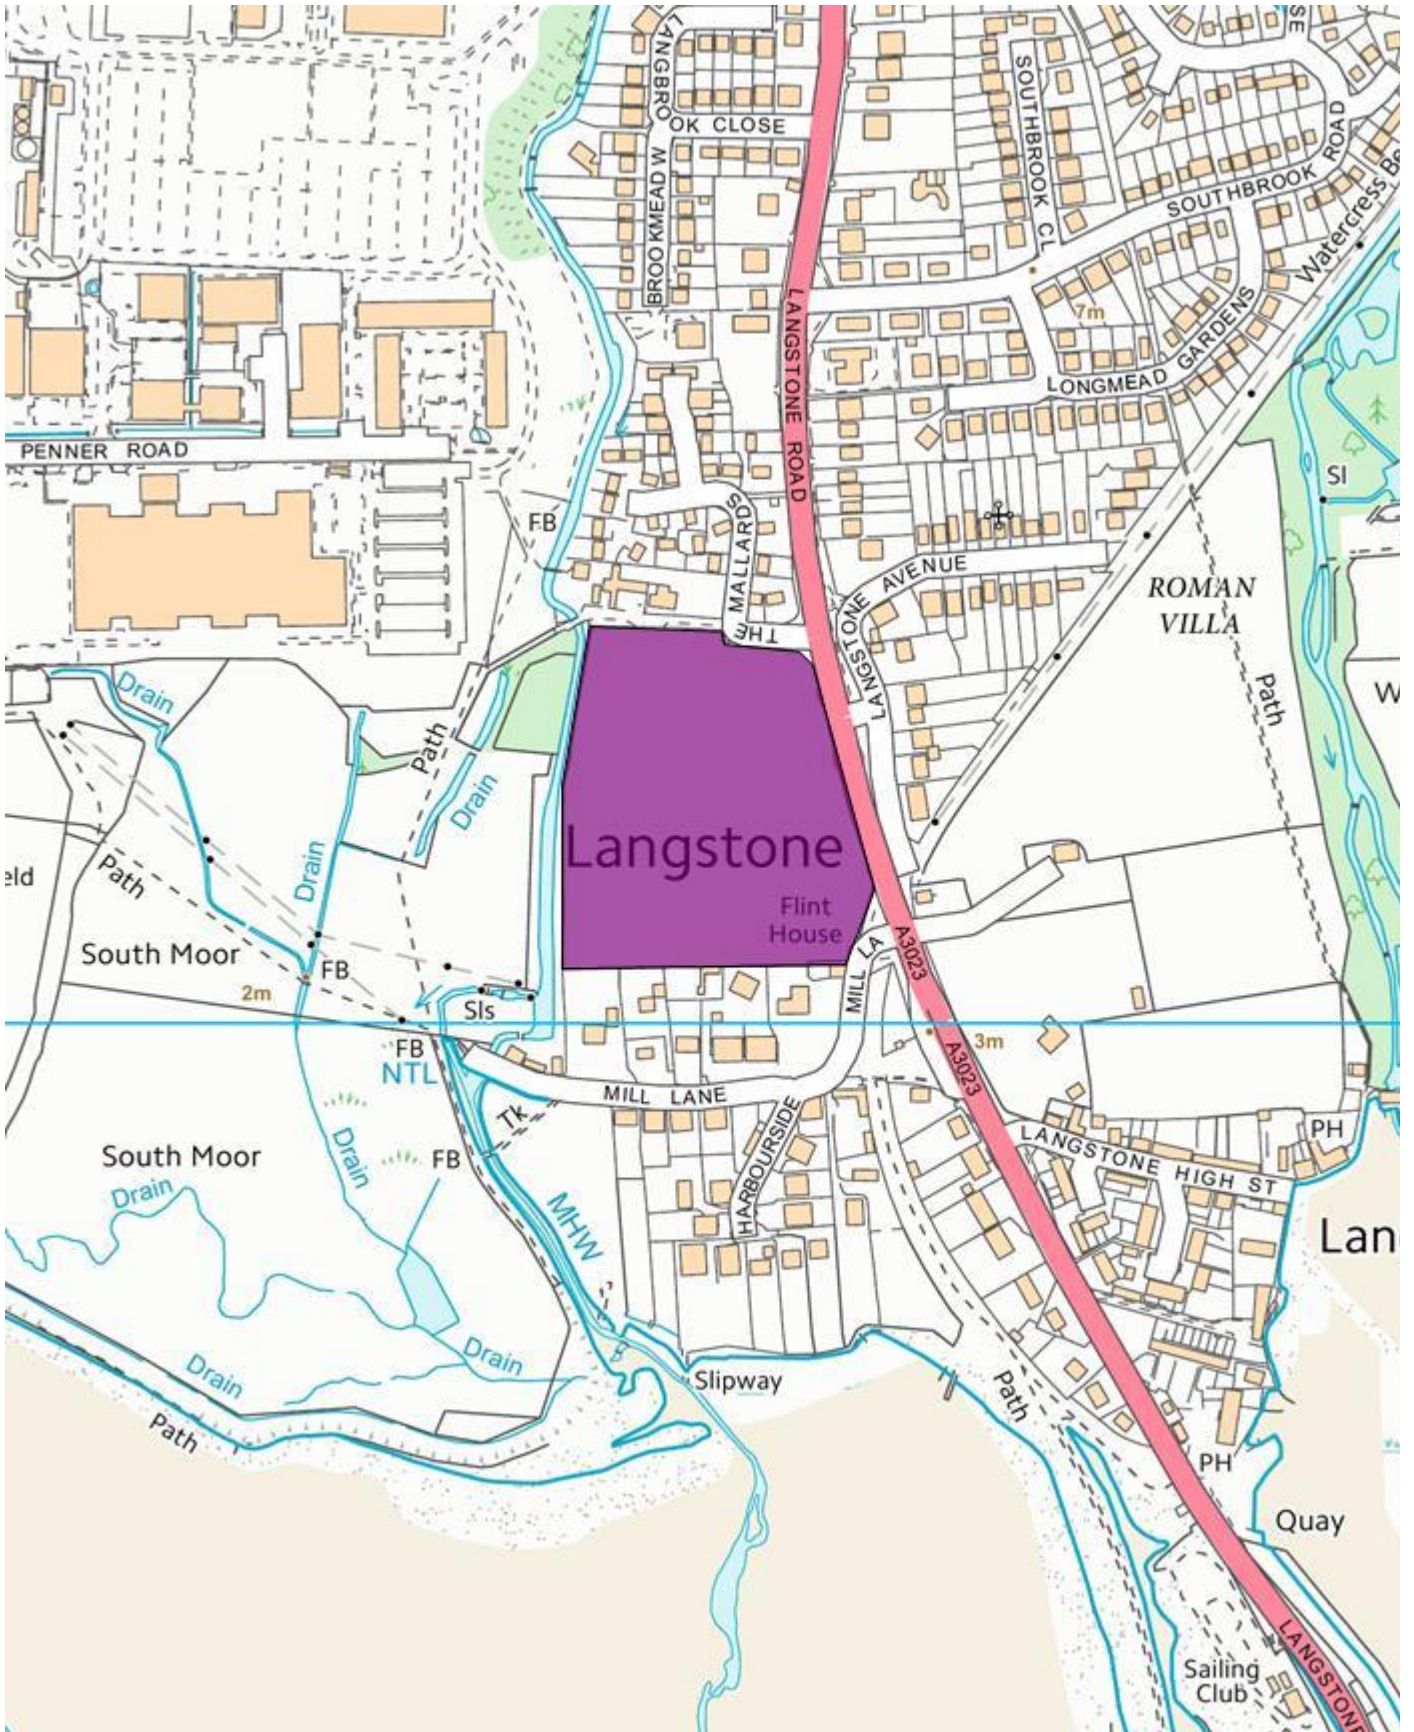 LANGBRO
OK CLOSE
BROOKMEAD W
SOUTHBROOK CL
SE
ROAD
SOUTHBROOK
Watercress Be
LANGSTONE ROAD
7m
LONGMEAD GARDENS
PENNER ROAD
SI
FB
THE MALLARDS
LANGSTONE AVENUE
ROMAN
VILLA
Path
Drain
Path
W
Drain
Langstone
Drain
Path
eld
Flint
House
MILL LA
A3023
South Moor
FB
2m
Sls
FB
NTL
3m
A3023
MILL LANE
Tk
HARBOURSIDE
LANGSTONE HIGH ST
PH
South Moor
Drain
FB
Drain
MHW
Lan
Drain
Drain
Slipway
Path
Path
PH
Quay
Sailing
Club
LANGSTONE